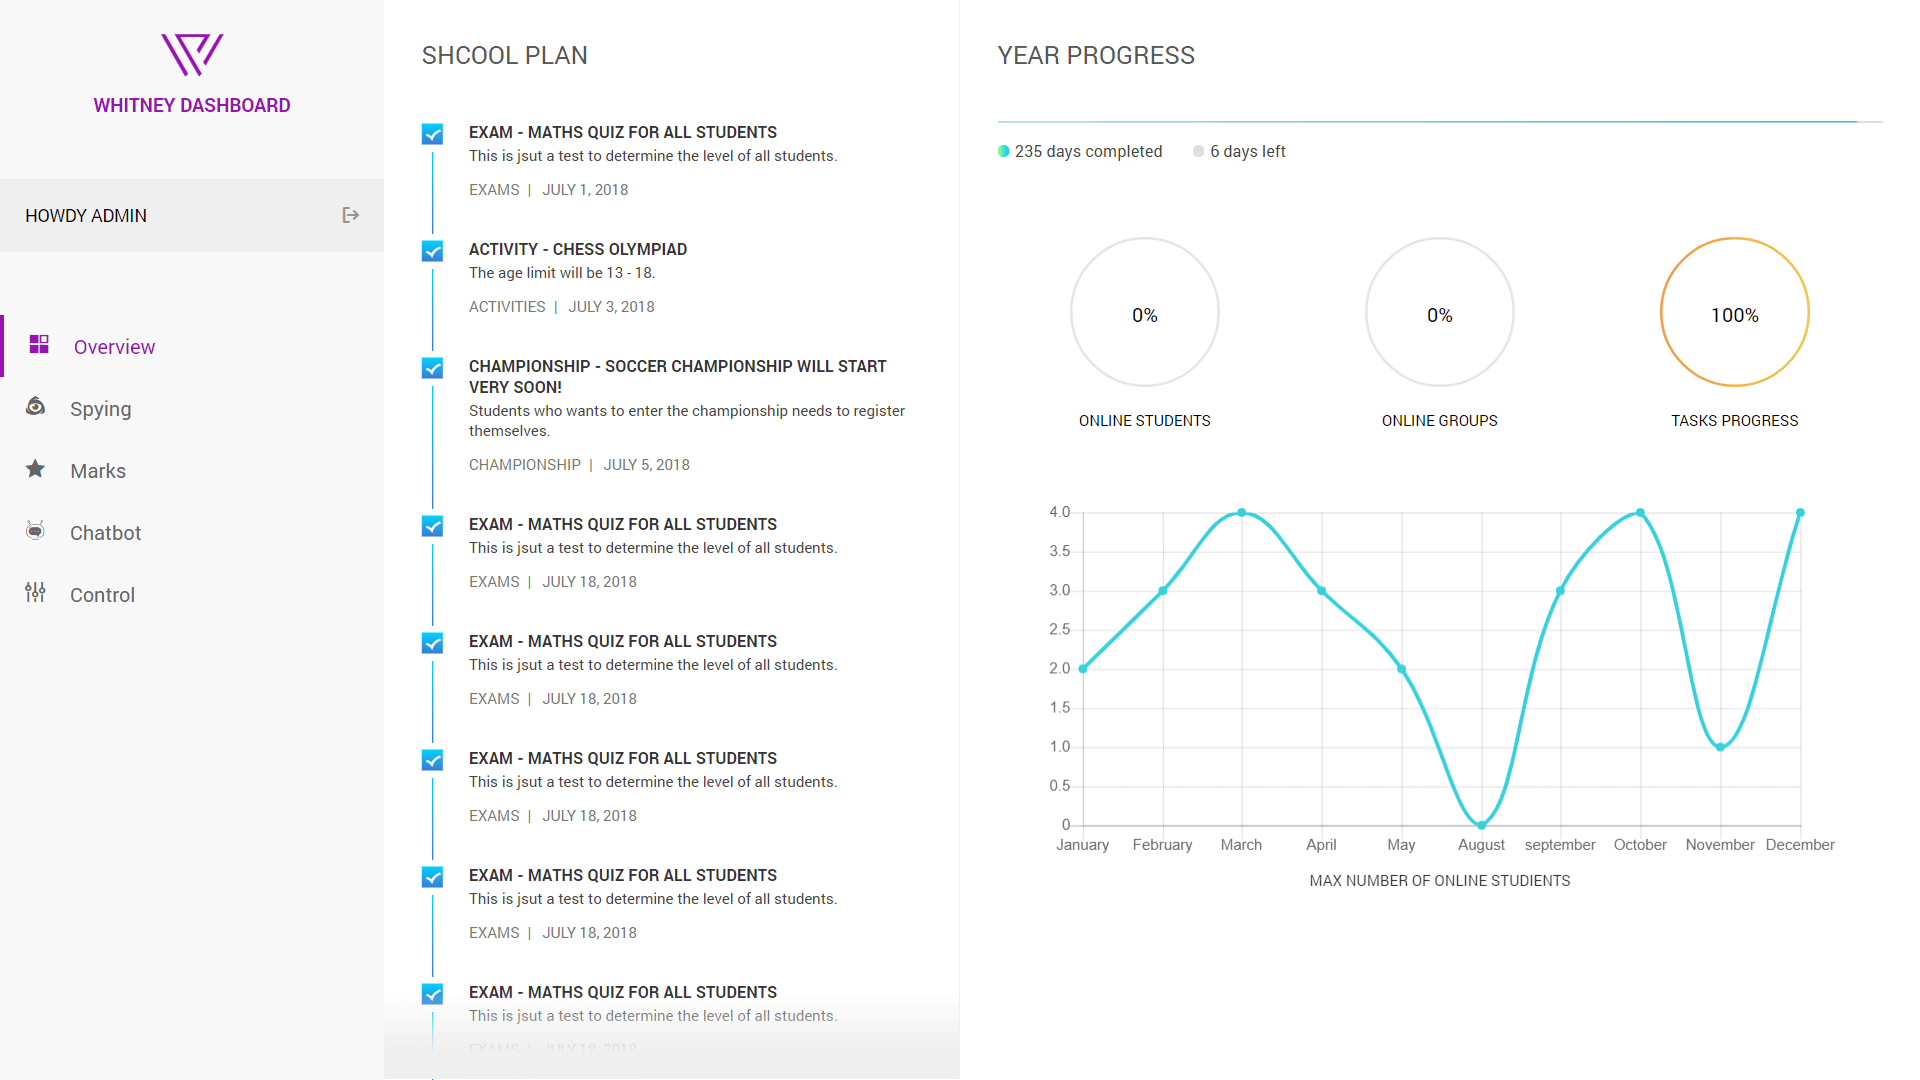 WHITNEY DASHBOARD
HOWDY ADMIN
Overview
Spying
Marks
Chatbot
Control
SHCOOL PLAN
EXAM - MATHS QUIZ FOR ALL STUDENTS
This is jsut a test to determine the level of all students.
EXAMS | JULY 1, 2018
ACTIVITY - CHESS OLYMPIAD
The age limit will be 13 - 18.
ACTIVITIES | JULY 3, 2018
CHAMPIONSHIP - SOCCER CHAMPIONSHIP WILL START
VERY SOON!
Students who wants to enter the championship needs to register
themselves.
CHAMPIONSHIP | JULY 5, 2018
EXAM - MATHS QUIZ FOR ALL STUDENTS
This is jsut a test to determine the level of all students.
EXAMS | JULY 18, 2018
EXAM - MATHS QUIZ FOR ALL STUDENTS
This is jsut a test to determine the level of all students.
EXAMS | JULY 18, 2018
EXAM - MATHS QUIZ FOR ALL STUDENTS
This is jsut a test to determine the level of all students.
EXAMS | JULY 18, 2018
EXAM - MATHS QUIZ FOR ALL STUDENTS
This is jsut a test to determine the level of all students.
EXAMS | JULY 18, 2018
EXAM - MATHS QUIZ FOR ALL STUDENTS
This is jsut a test to determine the level of all students.
EXAMS | JULY 18, 2018
YEAR PROGRESS
235 days completed 6 days left
0% 0% 100%
ONLINE STUDENTS ONLINE GROUPS TASKS PROGRESS
4.0
3.5
3.0
2.5
2.0
1.5
1.0
0.5
0
January February March April May August september October November December
MAX NUMBER OF ONLINE STUDIENTS